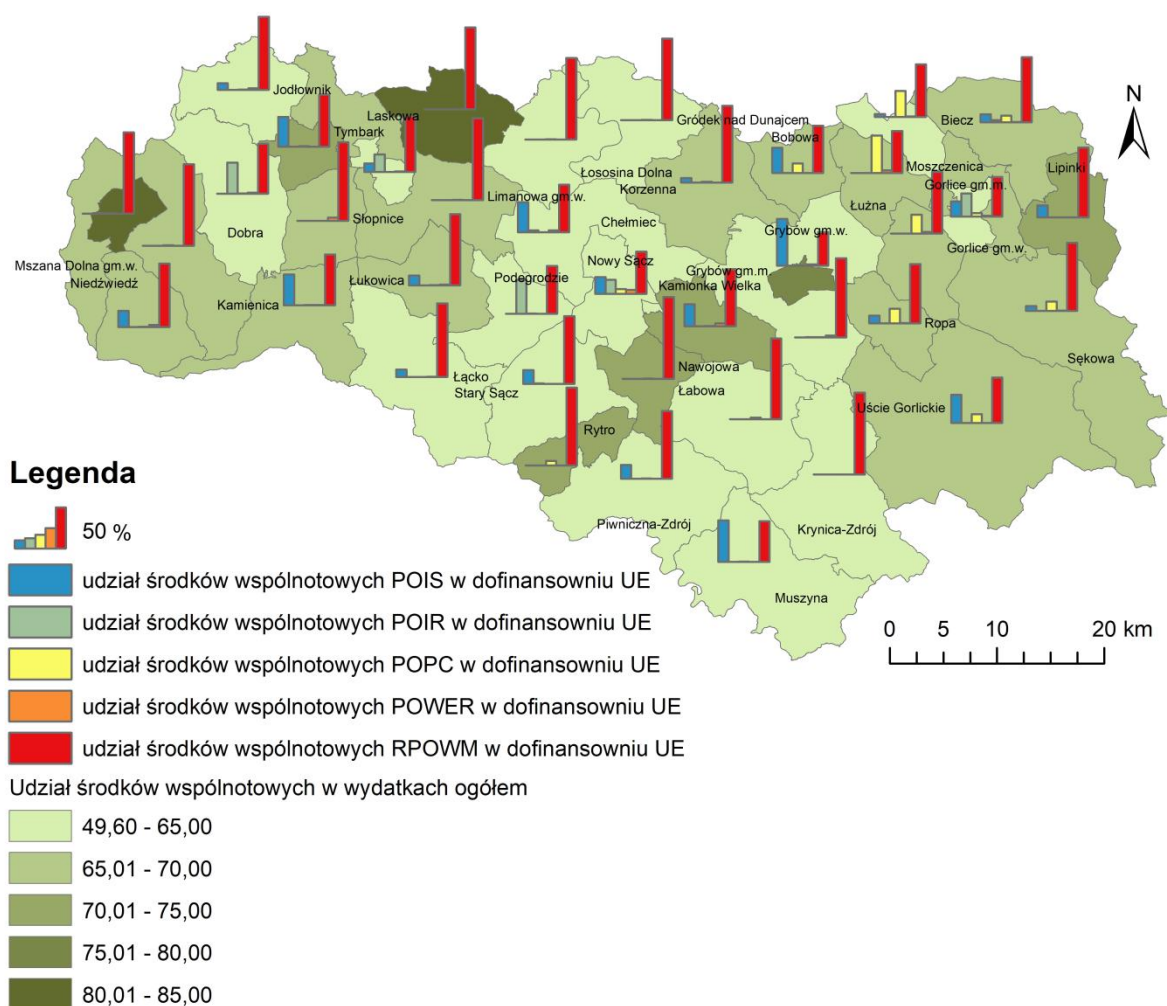 N
Jodłownik
Tymbark
Laskowa
Gródek nad Dunajcem
Bobowa
Biecz
Łososina Dolna
Korzenna
Moszczenica
Lipinki
Gorlice gm.m.
Limanowa gm.w.
Słopnice
Dobra
Chełmiec
Łużna
Grybów gm.w.
Gorlice gm.w.
Mszana Dolna gm.w.
Niedźwiedź
Kamienica
Łukowica
Podegrodzie
Nowy Sącz
Grybów gm.m.
Kamionka Wielka
Ropa
Sękowa
Łącko
Stary Sącz
Nawojowa
Łabowa
Uście Gorlickie
Rytro
Piwniczna-Zdrój
Krynica-Zdrój
Muszyna
Legenda
50 %
udział środków wspólnotowych POIS w dofinansowniu UE
udział środków wspólnotowych POIR w dofinansowniu UE
udział środków wspólnotowych POPC w dofinansowniu UE
udział środków wspólnotowych POWER w dofinansowniu UE
udział środków wspólnotowych RPOWM w dofinansowniu UE
0 5 10 20 km
Udział środków wspólnotowych w wydatkach ogółem
49,60 - 65,00
65,01 - 70,00
70,01 - 75,00
75,01 - 80,00
80,01 - 85,00